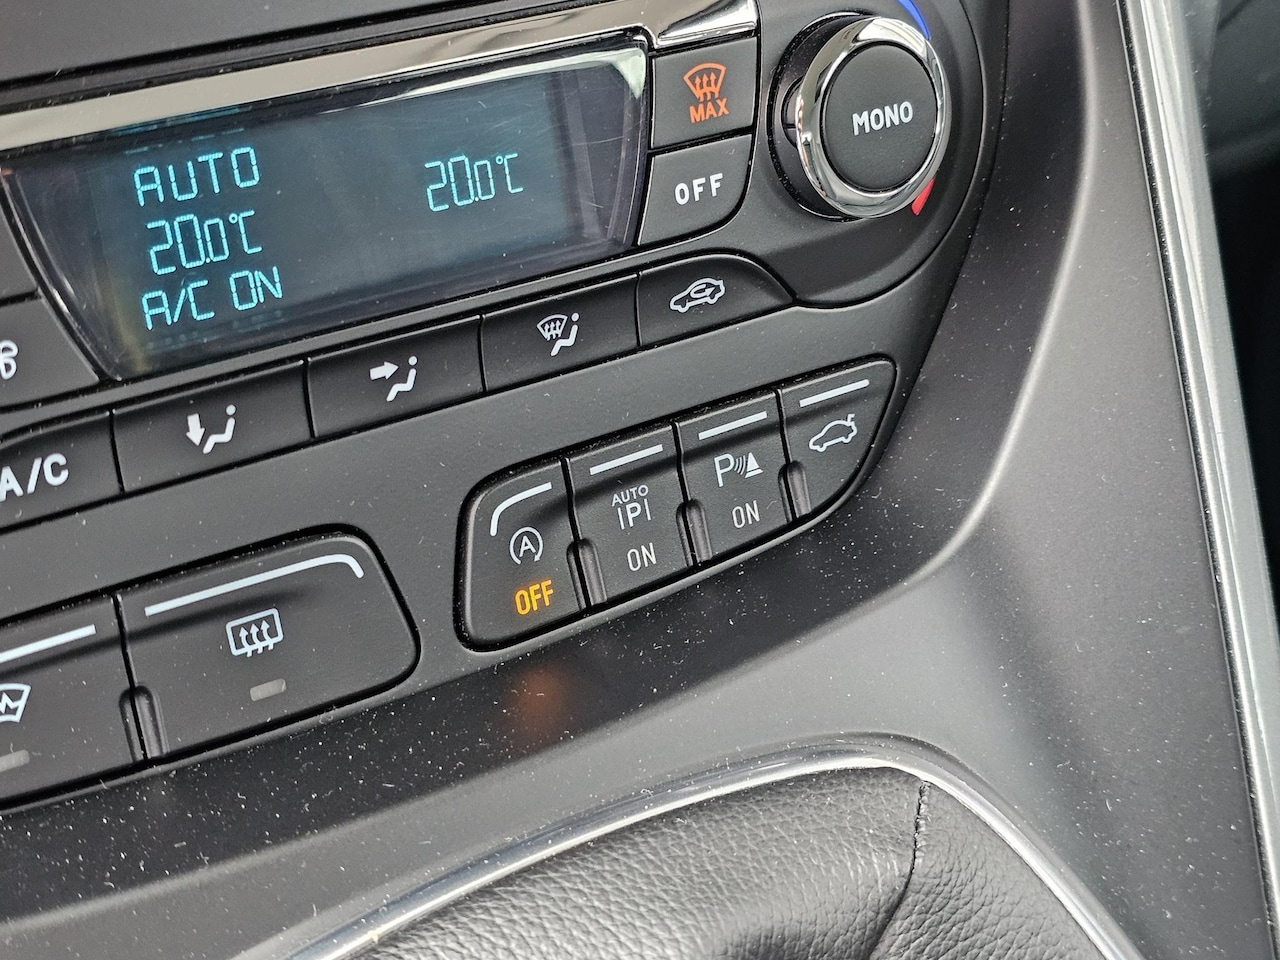 AUTO
20.0°C
20.0°C
A/C ON
MAX
OFF
MONO
A/C
A
OFF
AUTO
P
ON
P
ON